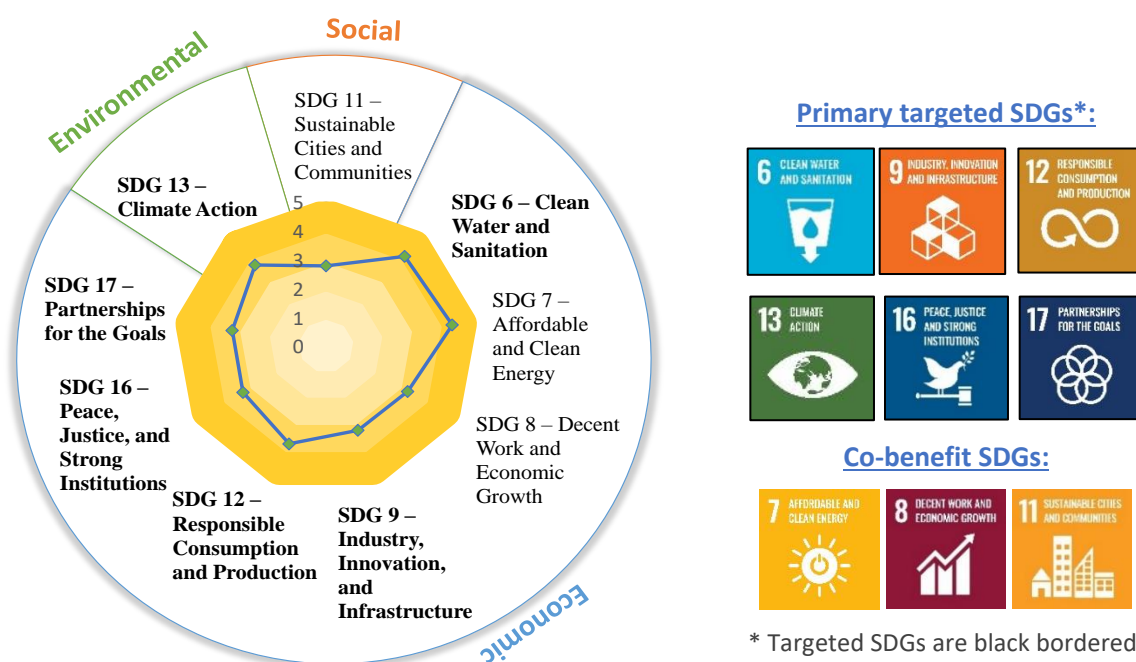 Social
Environmental
SDG 11 –
Sustainable
Cities and
Communities
SDG 13 –
Climate Action
SDG 6 – Clean
Water and
Sanitation
SDG 17 –
Partnerships
for the Goals
SDG 7 –
Affordable
and Clean
Energy
SDG 16 –
Peace,
Justice, and
Strong
Institutions
SDG 8 – Decent
Work and
Economic
Growth
SDG 12 –
Responsible
Consumption
and Production
SDG 9 –
Industry,
Innovation,
and
Infrastructure
Economic
5
4
3
2
1
0
Primary targeted SDGs*:
6 CLEAN WATER
AND SANITATION
9 INDUSTRY, INNOVATION
AND INFRASTRUCTURE
12 RESPONSIBLE
CONSUMPTION
AND PRODUCTION
13 CLIMATE
ACTION
16 PEACE, JUSTICE
AND STRONG
INSTITUTIONS
17 PARTNERSHIPS
FOR THE GOALS
Co-benefit SDGs:
7 AFFORDABLE AND
CLEAN ENERGY
8 DECENT WORK AND
ECONOMIC GROWTH
11 SUSTAINABLE CITIES
AND COMMUNITIES
* Targeted SDGs are black bordered